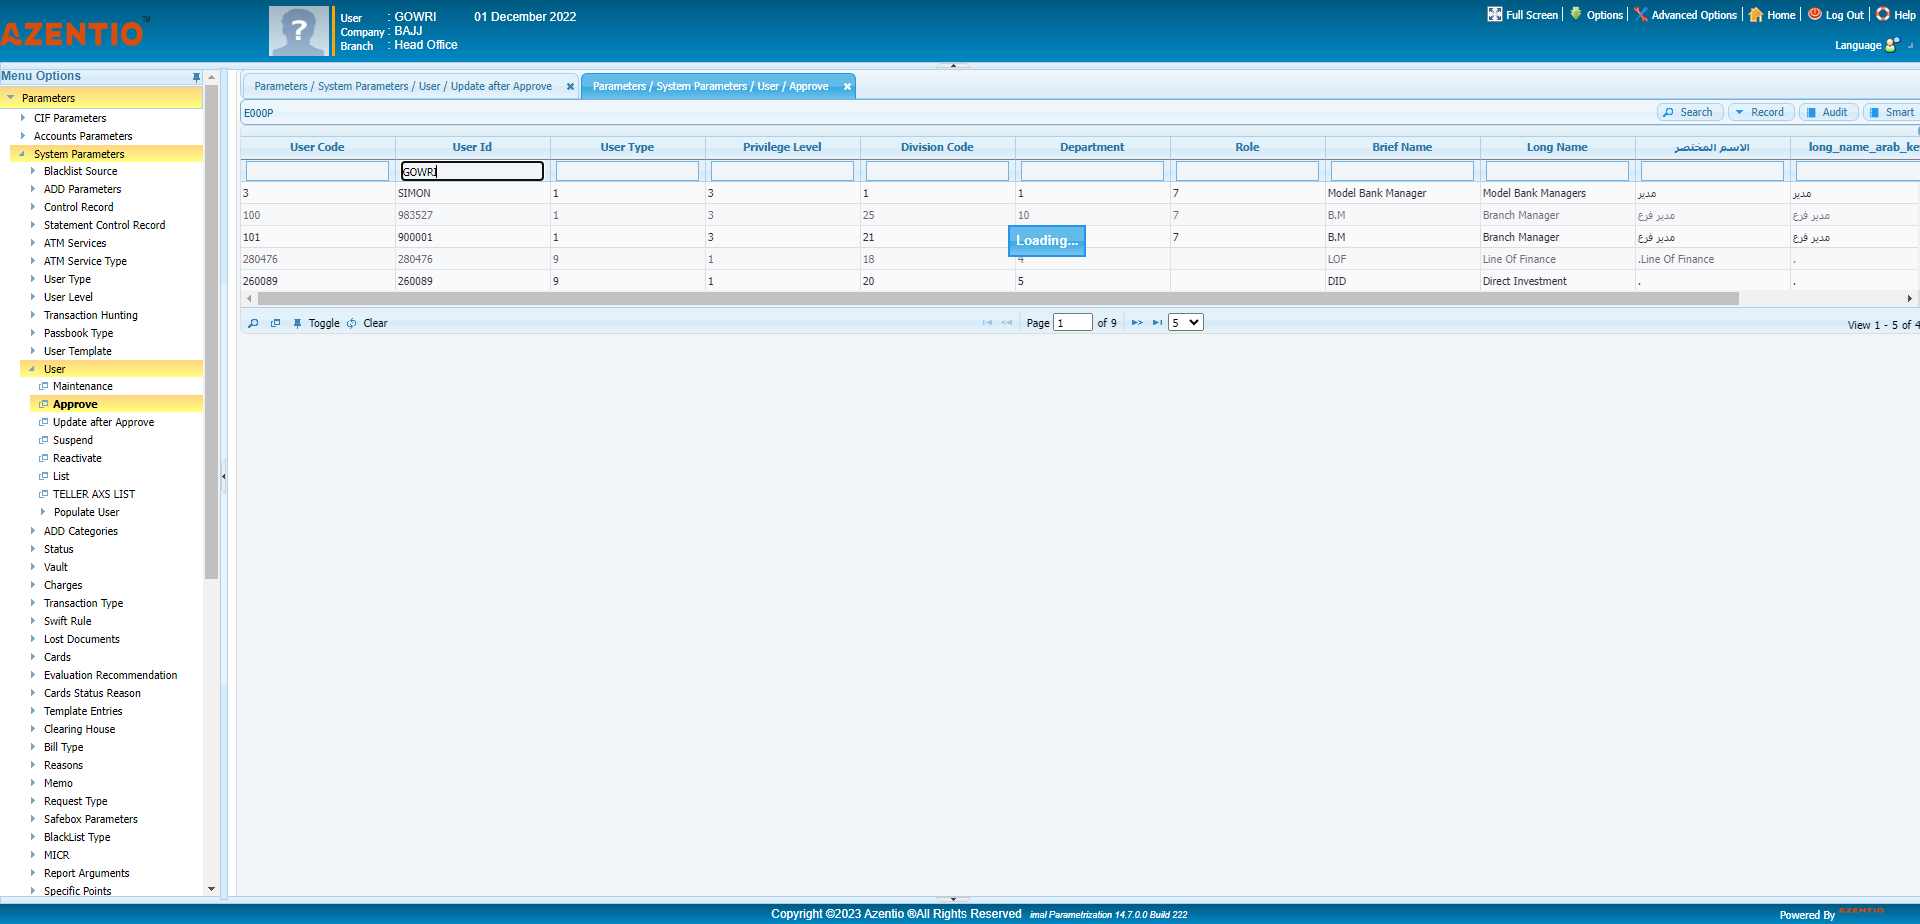 AZENTIO™
User : GOWRI 01 December 2022
Company : BAJJ
Branch : Head Office
Full Screen Options Advanced Options Home Log Out Help
Language
Menu Options
Parameters
CIF Parameters
Accounts Parameters
System Parameters
Blacklist Source
ADD Parameters
Control Record
Statement Control Record
ATM Services
ATM Service Type
User Type
User Level
Transaction Hunting
Passbook Type
User Template
User
Maintenance
Approve
Update after Approve
Suspend
Reactivate
List
TELLER AXS LIST
Populate User
ADD Categories
Status
Vault
Charges
Transaction Type
Swift Rule
Lost Documents
Cards
Evaluation Recommendation
Cards Status Reason
Template Entries
Clearing House
Bill Type
Reasons
Memo
Request Type
Safebox Parameters
BlackList Type
MICR
Report Arguments
Specific Points
Parameters / System Parameters / User / Update after Approve
Parameters / System Parameters / User / Approve
E000P
Search Record Audit Smart
User Code User Id User Type Privilege Level Division Code Department Role Brief Name Long Name الاسم المختصر long_name_arab_ke
GOWRI
3 SIMON 1 3 1 1 7 Model Bank Manager Model Bank Managers مدير مدير
100 983527 1 3 25 10 7 B.M Branch Manager مدير فرع مدير فرع
101 900001 1 3 21 7 B.M Branch Manager مدير فرع مدير فرع
Loading...
280476 280476 9 1 18 4 LOF Line Of Finance .Line Of Finance .
260089 260089 9 1 20 5 DID Direct Investment . .
Toggle Clear Page 1 of 9 5 View 1 - 5 of 4
Copyright ©2023 Azentio ®All Rights Reserved imal Parametrization 14.7.0.0 Build 222
Powered By AZENTIO